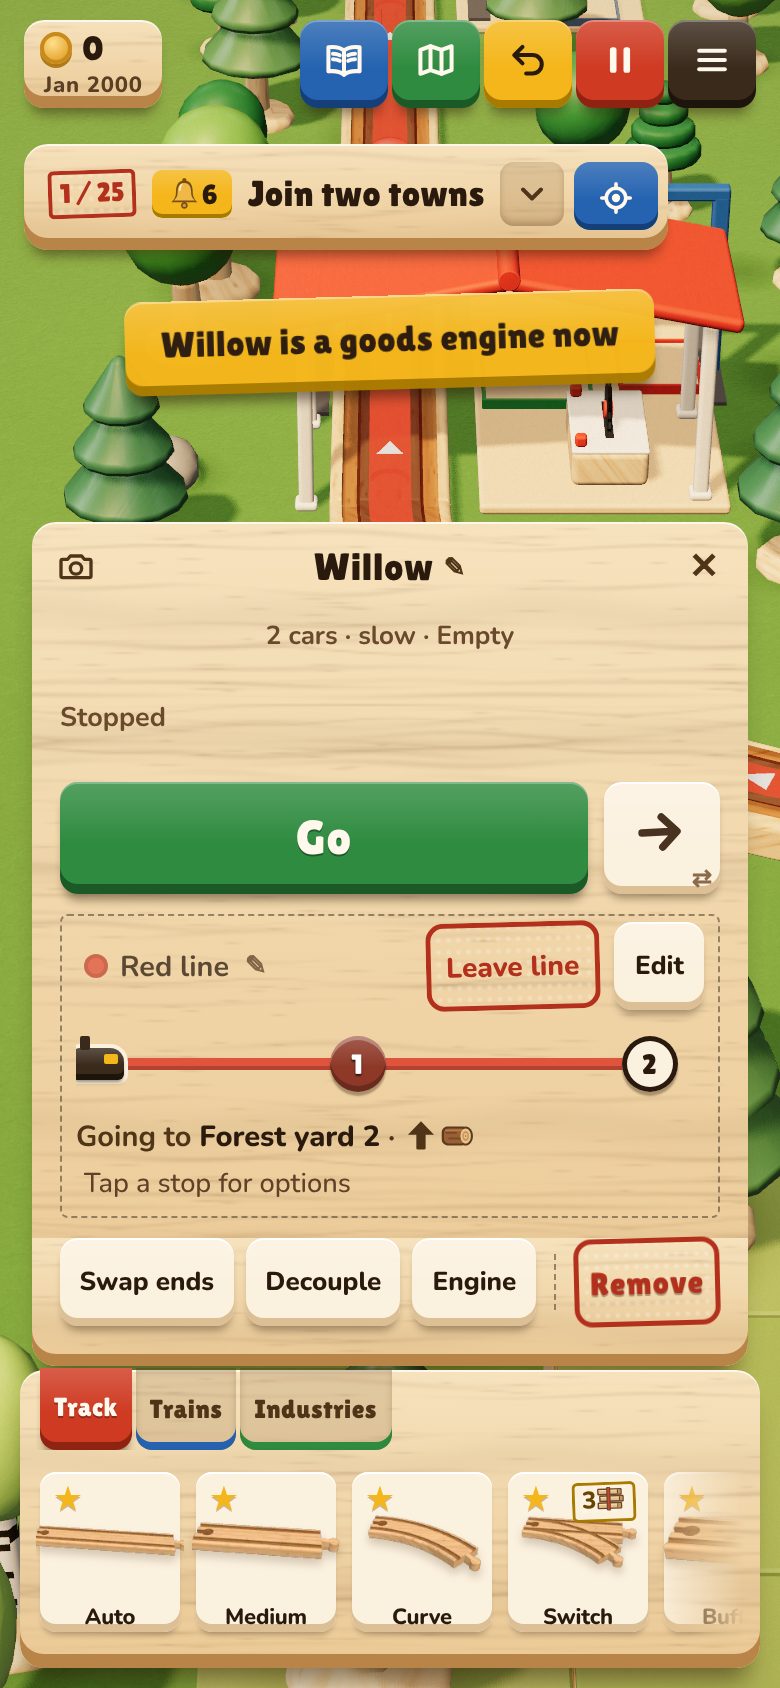 0
Jan 2000
1/25
6
Join two towns
Willow is a goods engine now
Willow
2 cars · slow · Empty
Stopped
Go
Red line
Leave line
Edit
1
2
Going to Forest yard 2 ·
Tap a stop for options
Swap ends
Decouple
Engine
Remove
Track
Trains
Industries
3
Auto
Medium
Curve
Switch